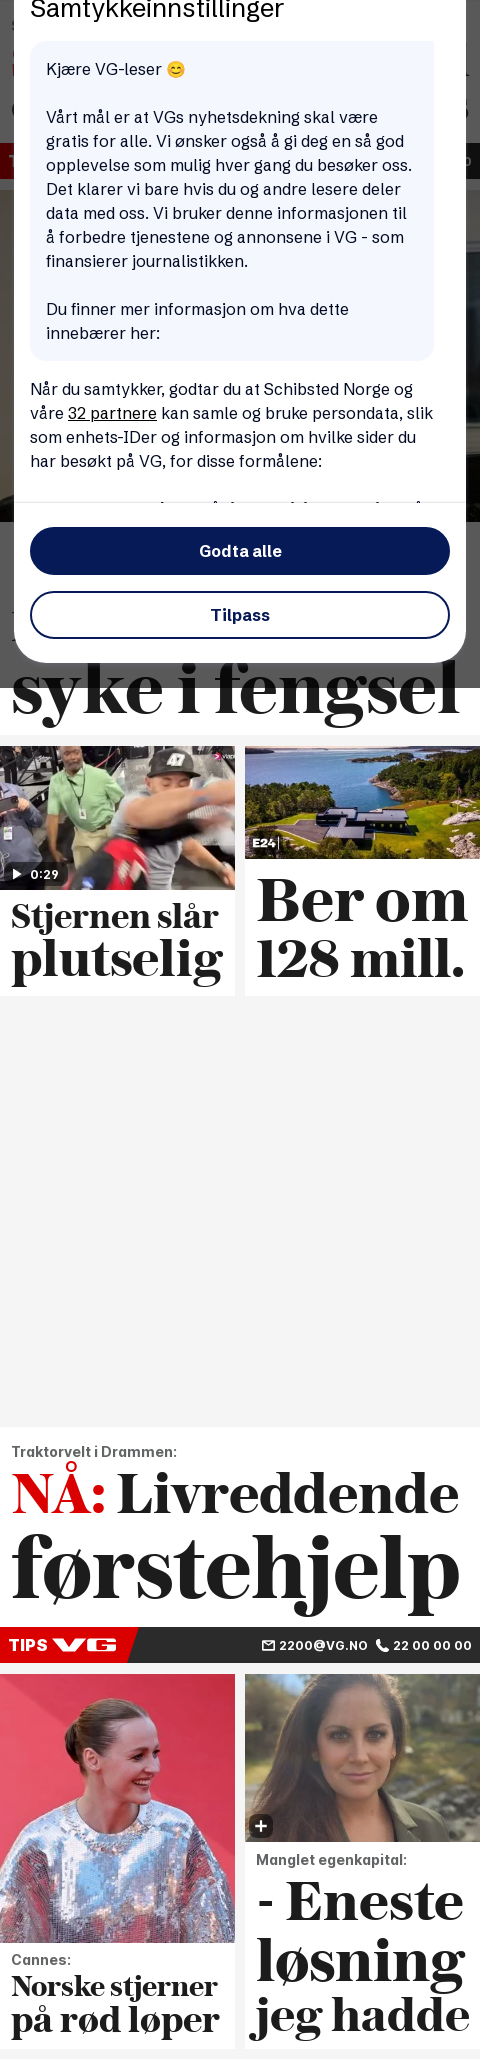 Samtykkeinnstillinger
Kjære VG-leser 😊
Vårt mål er at VGs nyhetsdekning skal være
gratis for alle. Vi ønsker også å gi deg en så god
opplevelse som mulig hver gang du besøker oss.
Det klarer vi bare hvis du og andre lesere deler
data med oss. Vi bruker denne informasjonen til
å forbedre tjenestene og annonsene i VG - som
finansierer journalistikken.
Du finner mer informasjon om hva dette
innebærer her:
Når du samtykker, godtar du at Schibsted Norge og
våre 32 partnere kan samle og bruke persondata, slik
som enhets-IDer og informasjon om hvilke sider du
har besøkt på VG, for disse formålene:
Godta alle
Tilpass
syke i fengsel
47
0:29
Stjernen slår
plutselig
E24
Ber om
128 mill.
Traktorvelt i Drammen:
NÅ: Livreddende
førstehjelp
TIPS VG 2200@VG.NO 22 00 00 00
Cannes:
Norske stjerner
på rød løper
Manglet egenkapital:
- Eneste
løsning
jeg hadde